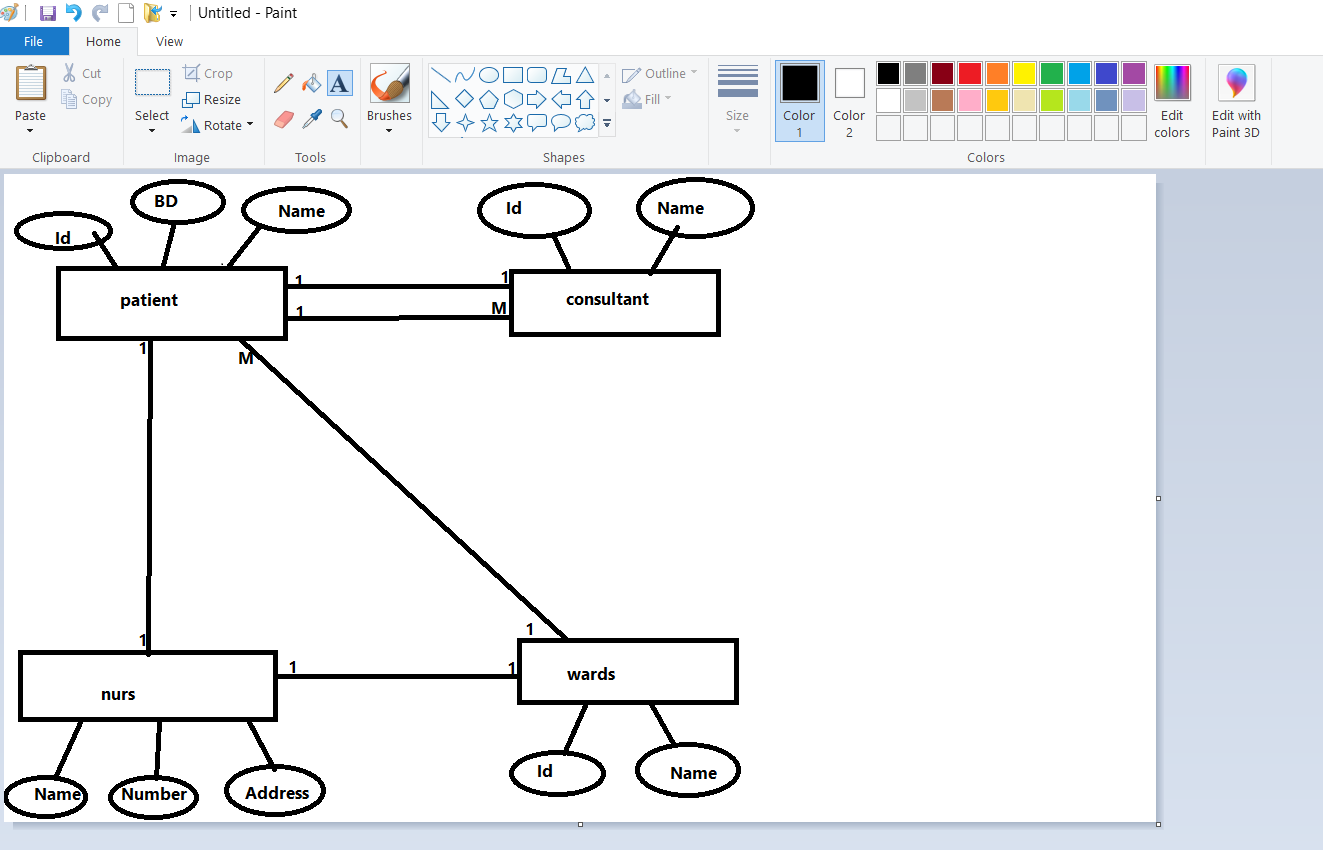 Untitled - Paint
File Home View
Paste
Cut
Copy
Clipboard
Select
Crop
Resize
Rotate
Image
A
Tools
Brushes
Shapes
Outline
Fill
Size
Color 1
Color 2
Colors
Edit colors
Edit with Paint 3D
Id
BD
Name
Id
Name
patient
1
1
consultant
1
M
1
M
1
1
nurs
1
1
wards
Name
Number
Address
Id
Name